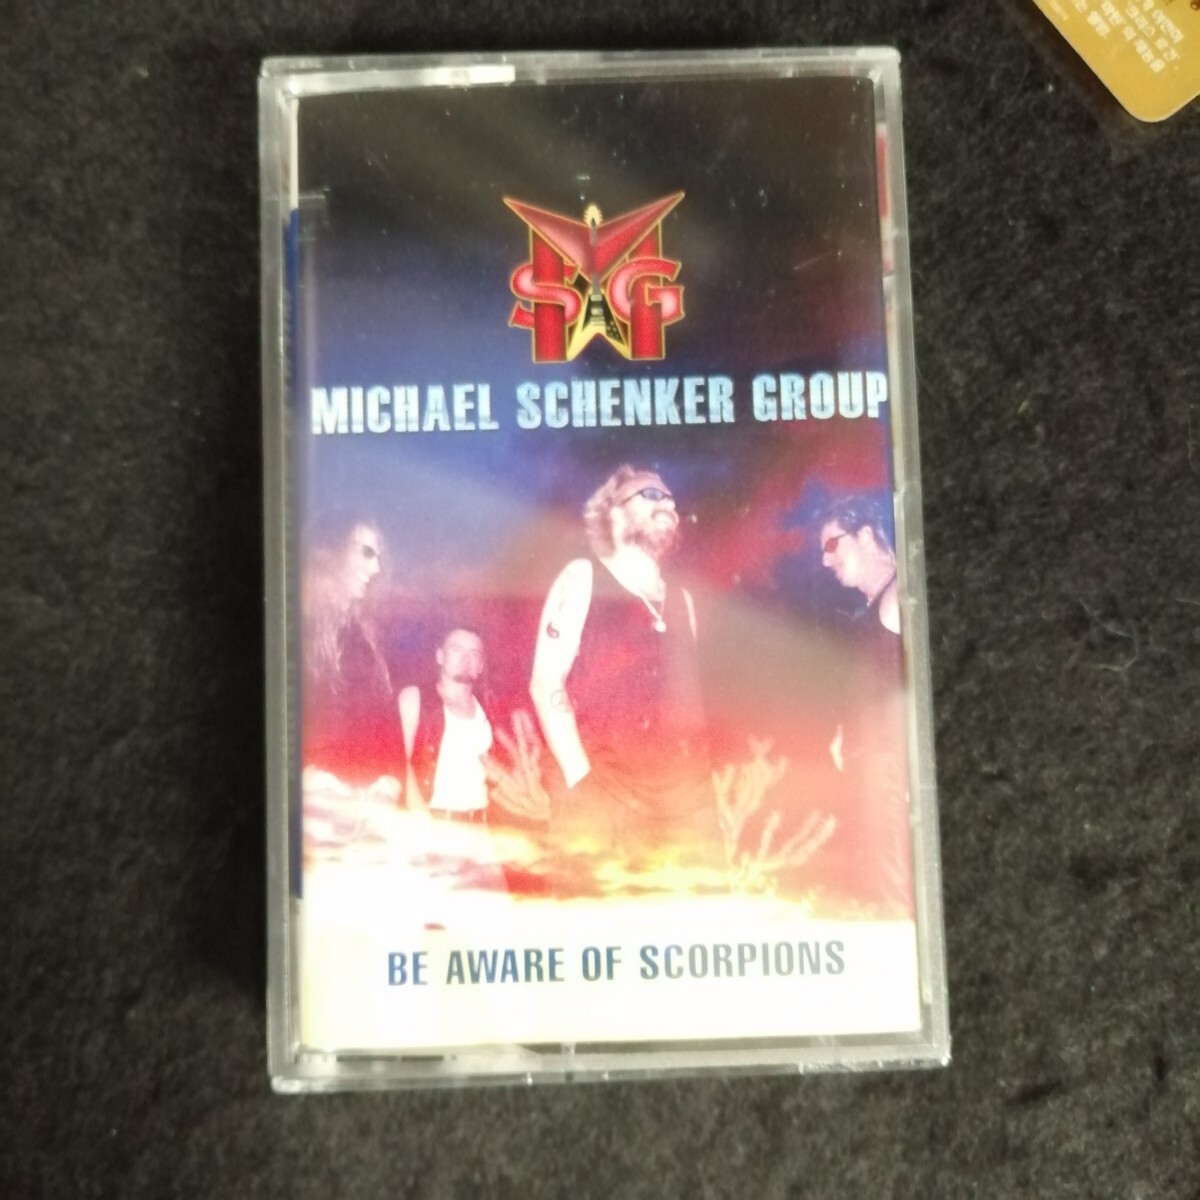 MSG
MICHAEL SCHENKER GROUP
BE AWARE OF SCORPIONS